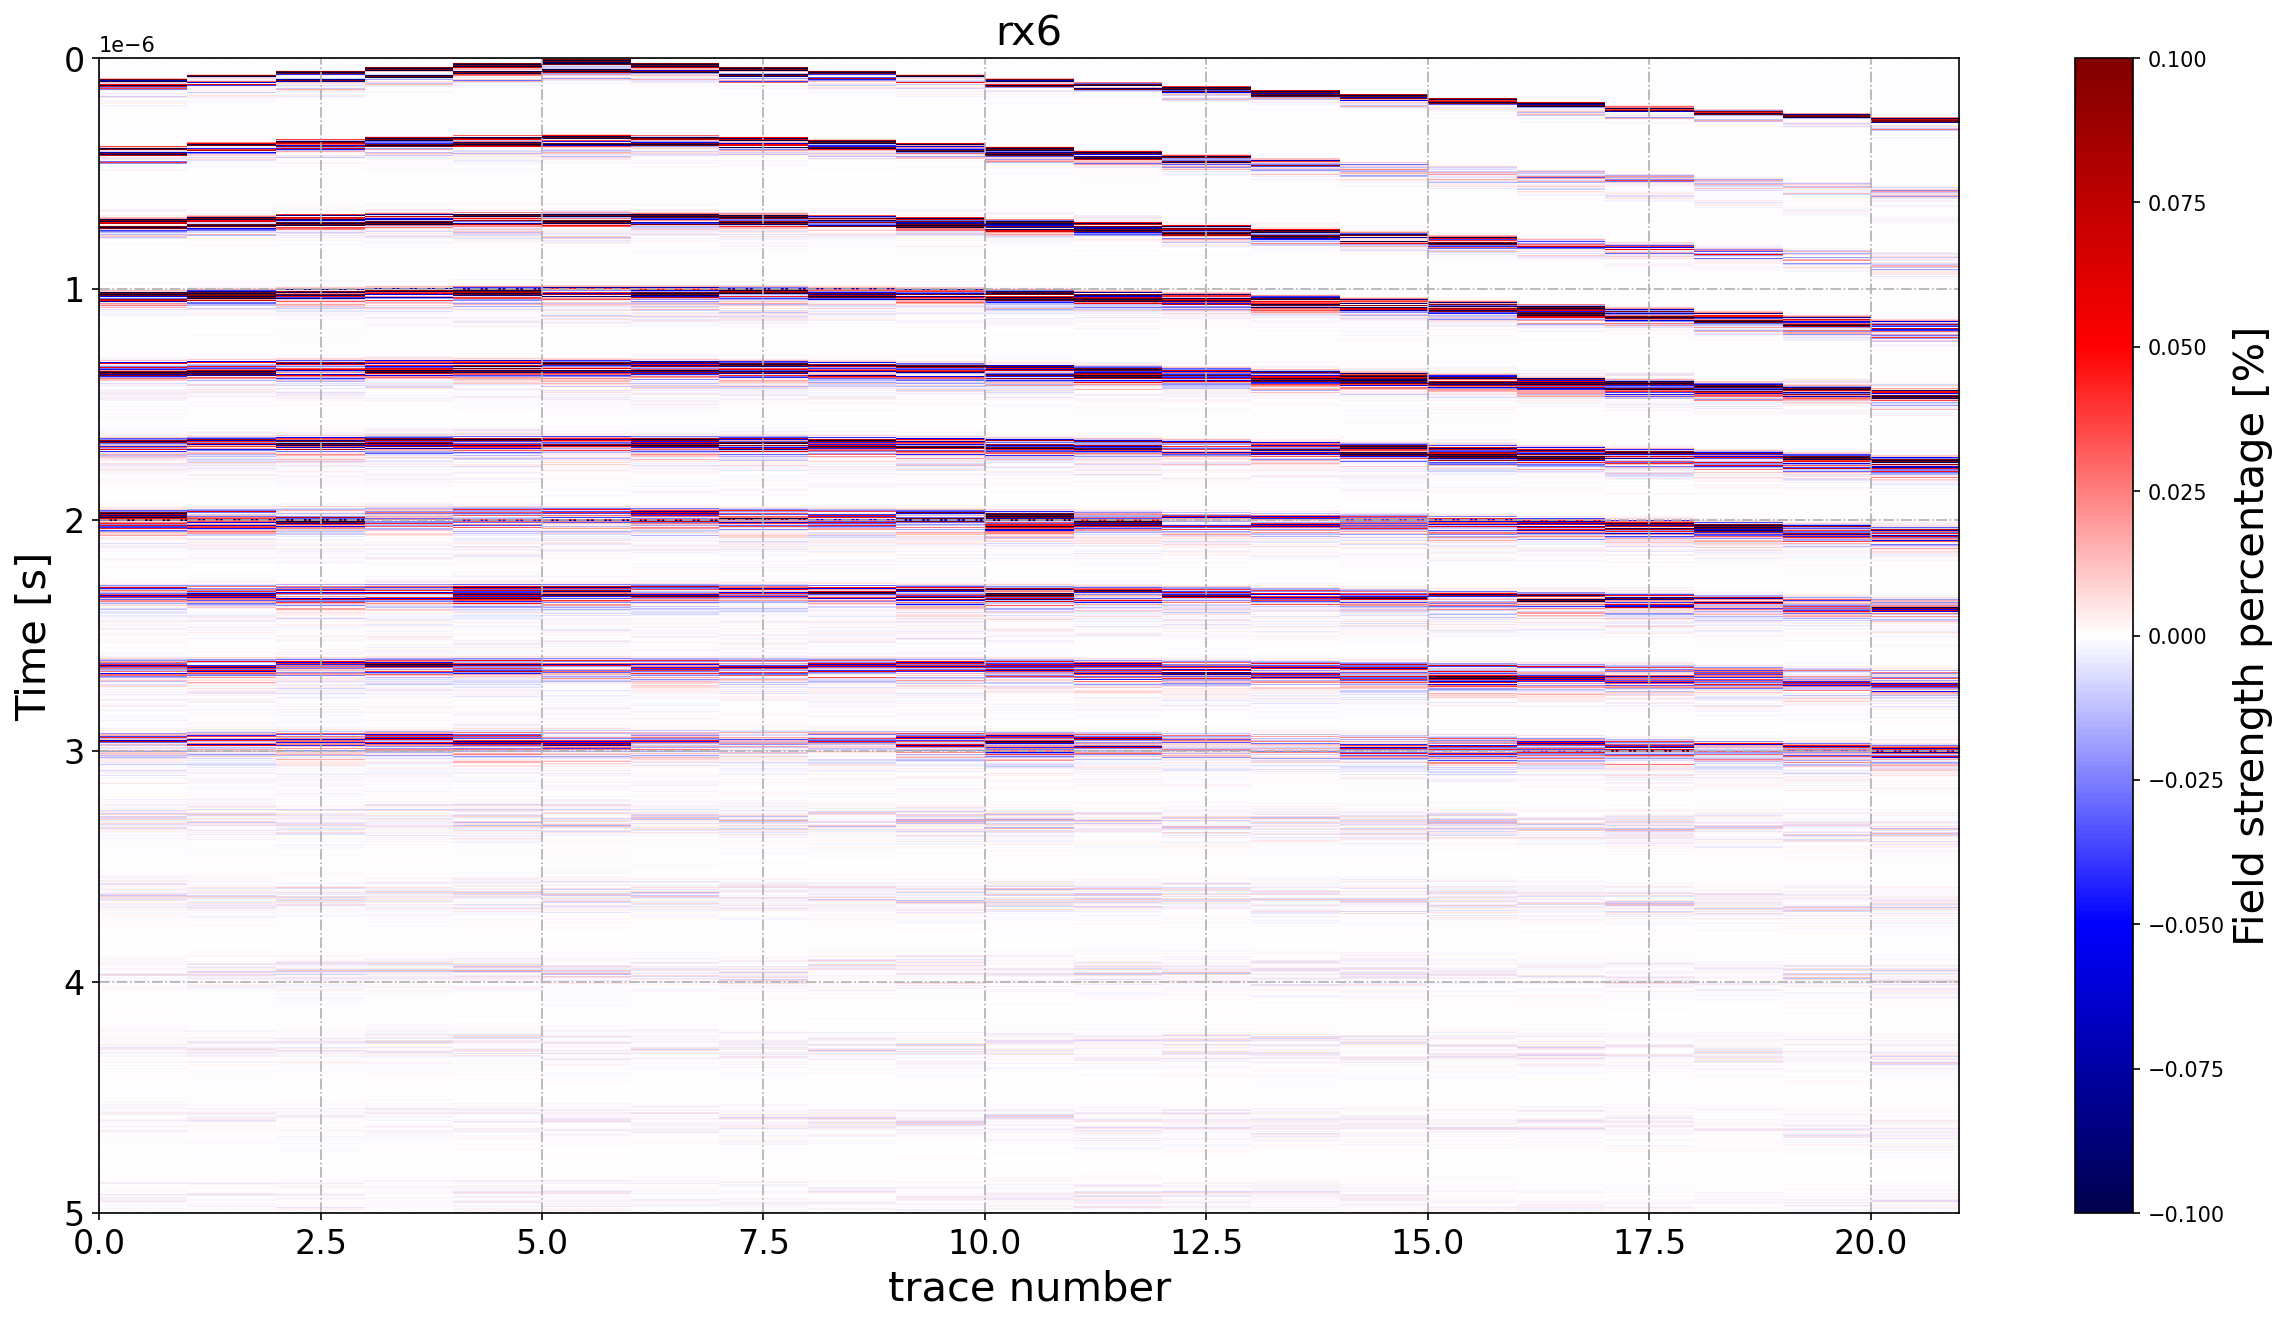 rx6
1e−6
0
1
2
3
4
5
Time [s]
0.0 2.5 5.0 7.5 10.0 12.5 15.0 17.5 20.0
trace number
0.100
0.075
0.050
0.025
0.000
−0.025
−0.050
−0.075
−0.100
Field strength percentage [%]